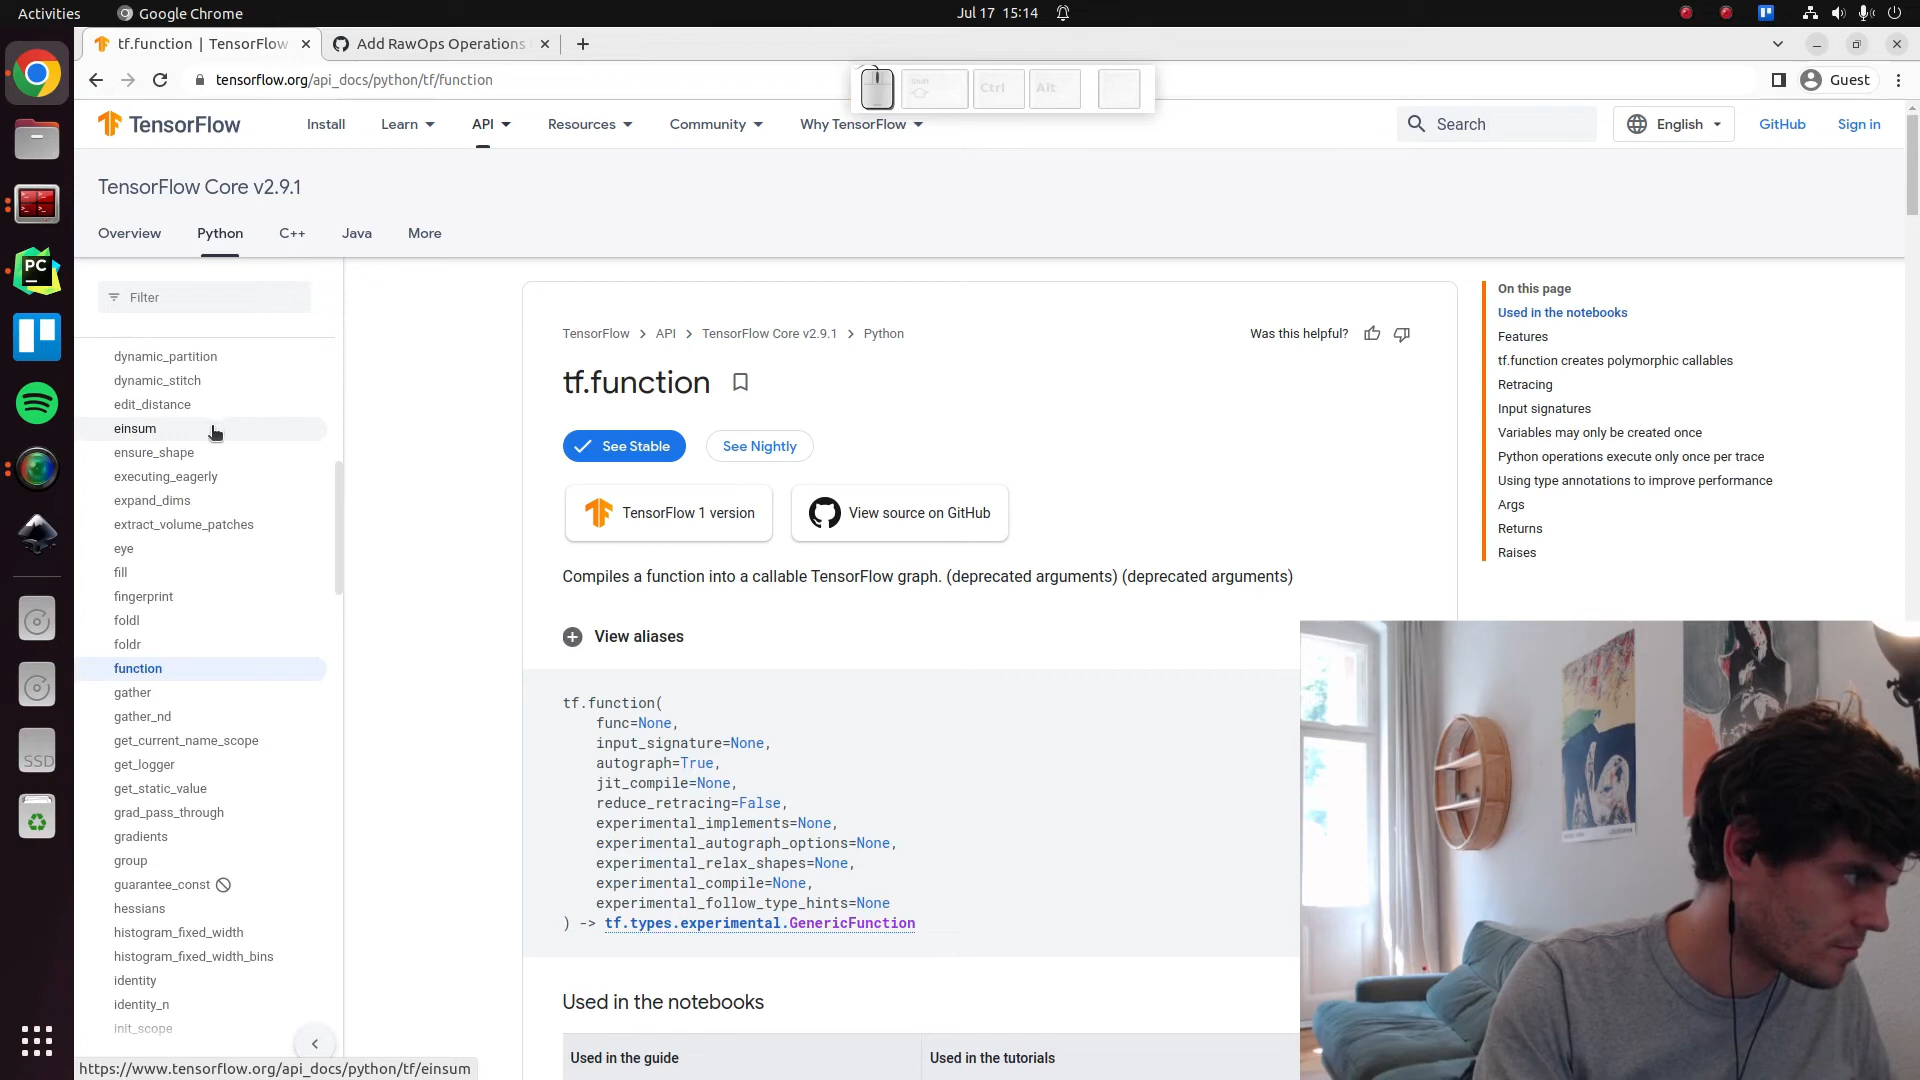 Activities
Google Chrome
Jul 17 15:14
tf.function | TensorFlow
Add RawOps Operations
tensorflow.org/api_docs/python/tf/function
Shift
Ctrl
Alt
Guest
TensorFlow
Install
Learn
API
Resources
Community
Why TensorFlow
Search
English
GitHub
Sign in
TensorFlow Core v2.9.1
Overview
Python
C++
Java
More
Filter
dynamic_partition
dynamic_stitch
edit_distance
einsum
ensure_shape
executing_eagerly
expand_dims
extract_volume_patches
eye
fill
fingerprint
foldl
foldr
function
gather
gather_nd
get_current_name_scope
get_logger
get_static_value
grad_pass_through
gradients
group
guarantee_const
hessians
histogram_fixed_width
histogram_fixed_width_bins
identity
identity_n
init_scope
https://www.tensorflow.org/api_docs/python/tf/einsum
TensorFlow > API > TensorFlow Core v2.9.1 > Python
Was this helpful?
tf.function
See Stable
See Nightly
TensorFlow 1 version
View source on GitHub
Compiles a function into a callable TensorFlow graph. (deprecated arguments) (deprecated arguments)
View aliases
tf.function(
func=None,
input_signature=None,
autograph=True,
jit_compile=None,
reduce_retracing=False,
experimental_implements=None,
experimental_autograph_options=None,
experimental_relax_shapes=None,
experimental_compile=None,
experimental_follow_type_hints=None
) -> tf.types.experimental.GenericFunction
Used in the notebooks
Used in the guide
Used in the tutorials
On this page
Used in the notebooks
Features
tf.function creates polymorphic callables
Retracing
Input signatures
Variables may only be created once
Python operations execute only once per trace
Using type annotations to improve performance
Args
Returns
Raises
PC
SSD